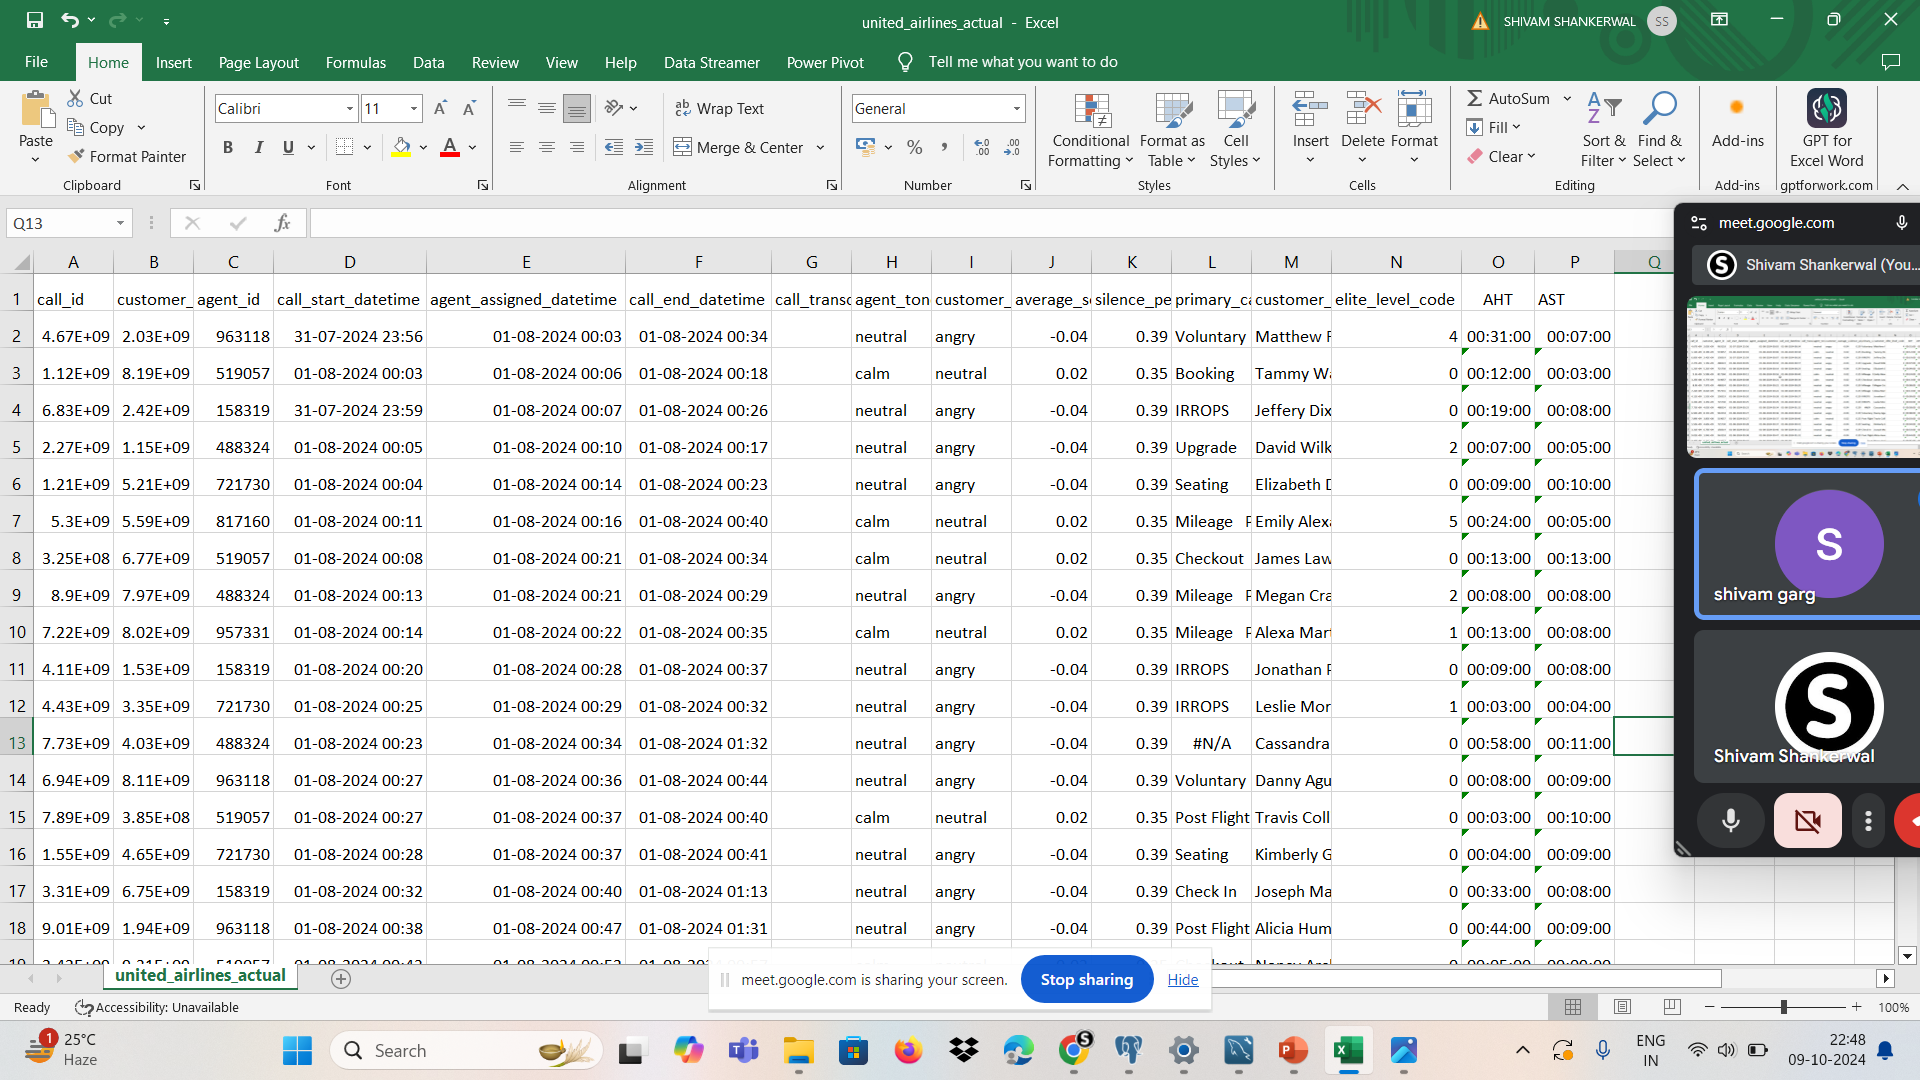 united_airlines_actual - Excel
SHIVAM SHANKERWAL
SS
File Home Insert Page Layout Formulas Data Review View Help Data Streamer Power Pivot Tell me what you want to do
Paste
Cut
Copy
Format Painter
Clipboard
Calibri 11
B I U
Font
Wrap Text
Merge & Center
Alignment
General
Number
Conditional Formatting
Format as Table
Cell Styles
Styles
Insert Delete Format
Cells
AutoSum
Fill
Clear
Sort & Filter
Find & Select
Editing
Add-ins
Add-ins
GPT for Excel Word
gptforwork.com
Q13
fx
A B C D E F G H I J K L M N O P Q
1 call_id customer_ agent_id call_start_datetime agent_assigned_datetime call_end_datetime call_transc agent_ton customer_ average_s silence_pe primary_ca customer_ elite_level_code AHT AST
2 4.67E+09 2.03E+09 963118 31-07-2024 23:56 01-08-2024 00:03 01-08-2024 00:34 neutral angry -0.04 0.39 Voluntary Matthew 4 00:31:00 00:07:00
3 1.12E+09 8.19E+09 519057 01-08-2024 00:03 01-08-2024 00:06 01-08-2024 00:18 calm neutral 0.02 0.35 Booking Tammy Wa 0 00:12:00 00:03:00
4 6.83E+09 2.42E+09 158319 31-07-2024 23:59 01-08-2024 00:07 01-08-2024 00:26 neutral angry -0.04 0.39 IRROPS Jeffery Dix 0 00:19:00 00:08:00
5 2.27E+09 1.15E+09 488324 01-08-2024 00:05 01-08-2024 00:10 01-08-2024 00:17 neutral angry -0.04 0.39 Upgrade David Wilk 2 00:07:00 00:05:00
6 1.21E+09 5.21E+09 721730 01-08-2024 00:04 01-08-2024 00:14 01-08-2024 00:23 neutral angry -0.04 0.39 Seating Elizabeth D 0 00:09:00 00:10:00
7 5.3E+09 5.59E+09 817160 01-08-2024 00:11 01-08-2024 00:16 01-08-2024 00:40 calm neutral 0.02 0.35 Mileage Emily Alexa 5 00:24:00 00:05:00
8 3.25E+08 6.77E+09 519057 01-08-2024 00:08 01-08-2024 00:21 01-08-2024 00:34 calm neutral 0.02 0.35 Checkout James Law 0 00:13:00 00:13:00
9 8.9E+09 7.97E+09 488324 01-08-2024 00:13 01-08-2024 00:21 01-08-2024 00:29 neutral angry -0.04 0.39 Mileage Megan Cra 2 00:08:00 00:08:00
10 7.22E+09 8.02E+09 957331 01-08-2024 00:14 01-08-2024 00:22 01-08-2024 00:35 calm neutral 0.02 0.35 Mileage Alexa Mar 1 00:13:00 00:08:00
11 4.11E+09 1.53E+09 158319 01-08-2024 00:20 01-08-2024 00:28 01-08-2024 00:37 neutral angry -0.04 0.39 IRROPS Jonathan 0 00:09:00 00:08:00
12 4.43E+09 3.35E+09 721730 01-08-2024 00:25 01-08-2024 00:29 01-08-2024 00:32 neutral angry -0.04 0.39 IRROPS Leslie Mor 1 00:03:00 00:04:00
13 7.73E+09 4.03E+09 488324 01-08-2024 00:23 01-08-2024 00:34 01-08-2024 01:32 neutral angry -0.04 0.39 #N/A Cassandra 0 00:58:00 00:11:00
14 6.94E+09 8.11E+09 963118 01-08-2024 00:27 01-08-2024 00:36 01-08-2024 00:44 neutral angry -0.04 0.39 Voluntary Danny Agu 0 00:08:00 00:09:00
15 7.89E+09 3.85E+08 519057 01-08-2024 00:27 01-08-2024 00:37 01-08-2024 00:40 calm neutral 0.02 0.35 Post Flight Travis Coll 0 00:03:00 00:10:00
16 1.55E+09 4.65E+09 721730 01-08-2024 00:28 01-08-2024 00:37 01-08-2024 00:41 neutral angry -0.04 0.39 Seating Kimberly G 0 00:04:00 00:09:00
17 3.31E+09 6.75E+09 158319 01-08-2024 00:32 01-08-2024 00:40 01-08-2024 01:13 neutral angry -0.04 0.39 Check In Joseph Ma 0 00:33:00 00:08:00
18 9.01E+09 1.94E+09 963118 01-08-2024 00:38 01-08-2024 00:47 01-08-2024 01:31 neutral angry -0.04 0.39 Post Flight Alicia Hum 0 00:44:00 00:09:00
meet.google.com
Shivam Shankerwal (You...
S
shivam garg
S
Shivam Shankerwal
united_airlines_actual
meet.google.com is sharing your screen. Stop sharing Hide
Ready Accessibility: Unavailable
100%
1 25°C
Haze
Search
ENG
IN
22:48
09-10-2024